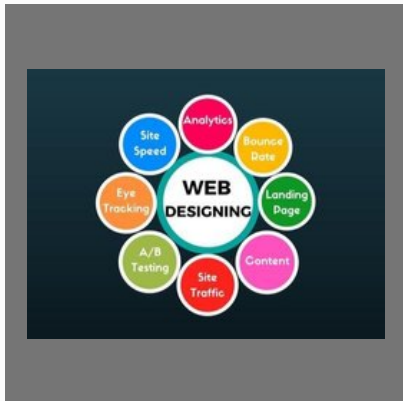 Analytics
Bounce
Rate
Landing
Page
Content
Site
Traffic
A/B
Testing
Eye
Tracking
Site
Speed
WEB
DESIGNING